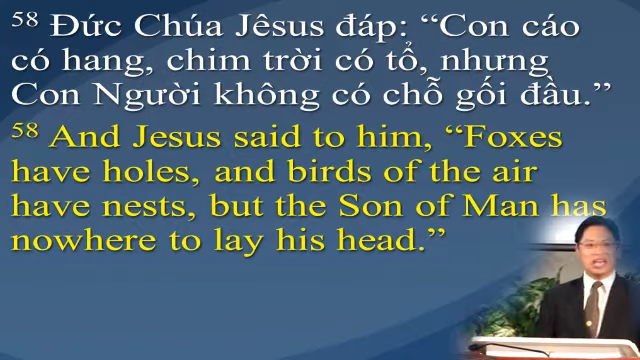 58 Đức Chúa Jêsus đáp: “Con cáo
có hang, chim trời có tổ, nhưng
Con Người không có chỗ gối đầu.”
58 And Jesus said to him, “Foxes
have holes, and birds of the air
have nests, but the Son of Man has
nowhere to lay his head.”